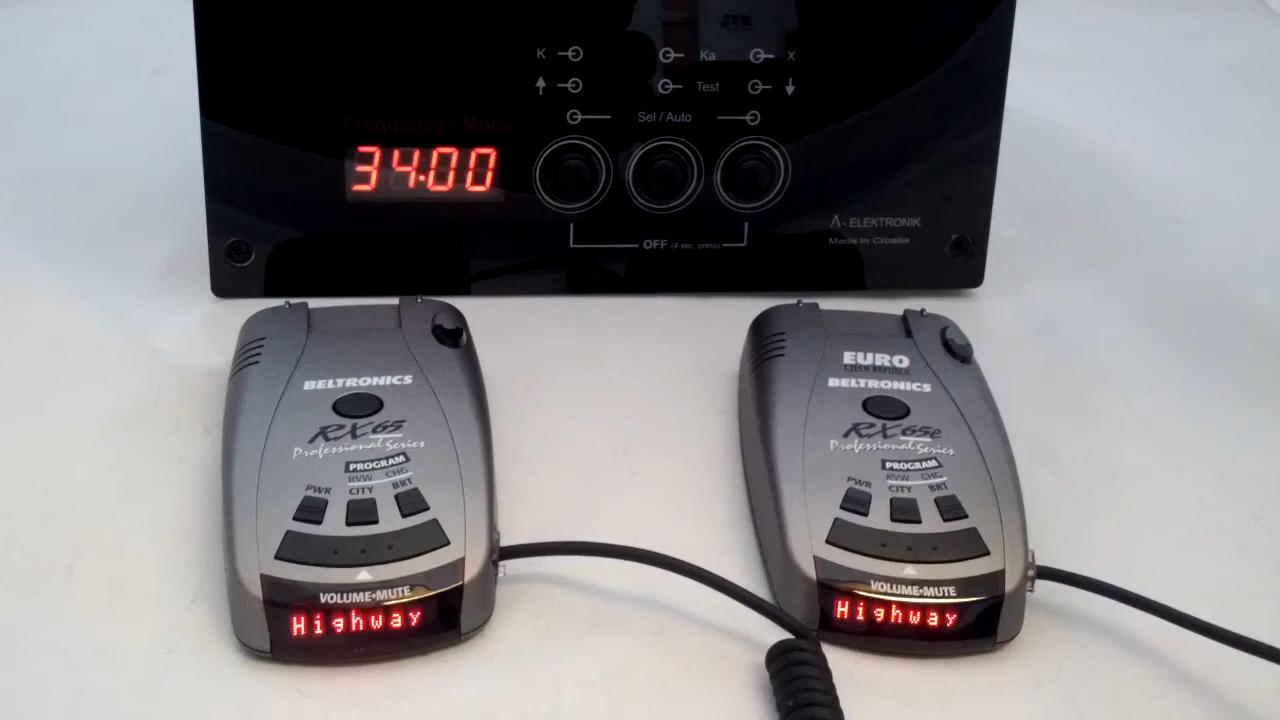 K Ka X
Test
Sel / Auto
Frequency / Mode
34.00
OFF (4 sec. press)
Λ- ELEKTRONIK
Made in Croatia
BELTRONICS
RX65
Professional Series
PROGRAM
RVW CHG
PWR CITY BRT
VOLUME•MUTE
Highway
EURO
CZECH REPUBLIC
BELTRONICS
RX65e
Professional Series
PROGRAM
RVW CHG
PWR CITY BRT
VOLUME•MUTE
Highway